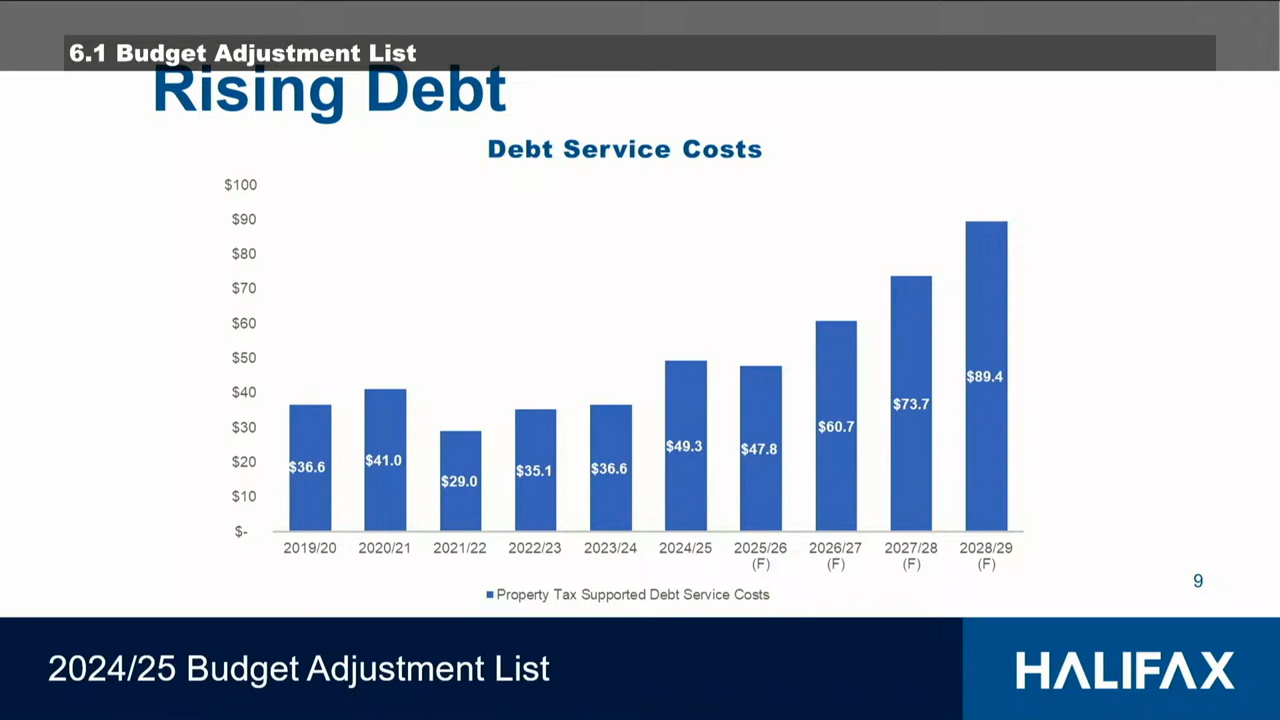 6.1 Budget Adjustment List
Rising Debt
Debt Service Costs
$100
$90
$80
$70
$60
$50
$40
$30
$20
$10
$-
$36.6
$41.0
$29.0
$35.1
$36.6
$49.3
$47.8
$60.7
$73.7
$89.4
2019/20 2020/21 2021/22 2022/23 2023/24 2024/25 2025/26 2026/27 2027/28 2028/29
(F) (F) (F) (F)
Property Tax Supported Debt Service Costs
9
2024/25 Budget Adjustment List
HALIFAX